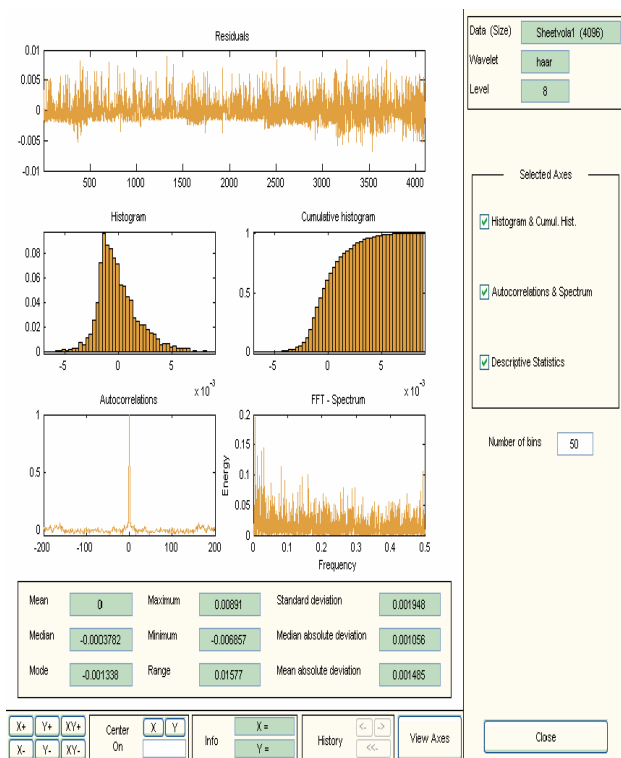 Residuals
0.01
0.005
0
-0.005
-0.01
500 1000 1500 2000 2500 3000 3500 4000
Histogram
0.08
0.06
0.04
0.02
0
-5 0 5
x 10^-3
Cumulative histogram
1
0.5
0
-5 0 5
x 10^-3
Autocorrelations
1
0.5
0
-200 -100 0 100 200
FFT - Spectrum
Energy
0.2
0.15
0.1
0.05
0
0 0.1 0.2 0.3 0.4 0.5
Frequency
Mean 0 Maximum 0.00891 Standard deviation 0.001948
Median -0.0003782 Minimum -0.006857 Median absolute deviation 0.001056
Mode -0.001338 Range 0.01577 Mean absolute deviation 0.001485
Data (Size) Sheetvola1 (4096)
Wavelet haar
Level 8
Selected Axes
Histogram & Cumul. Hist.
Autocorrelations & Spectrum
Descriptive Statistics
Number of bins 50
X+ Y+ XY+
X- Y- XY-
Center
On
X Y
Info
X =
Y =
History
<- ->
<<-
View Axes
Close